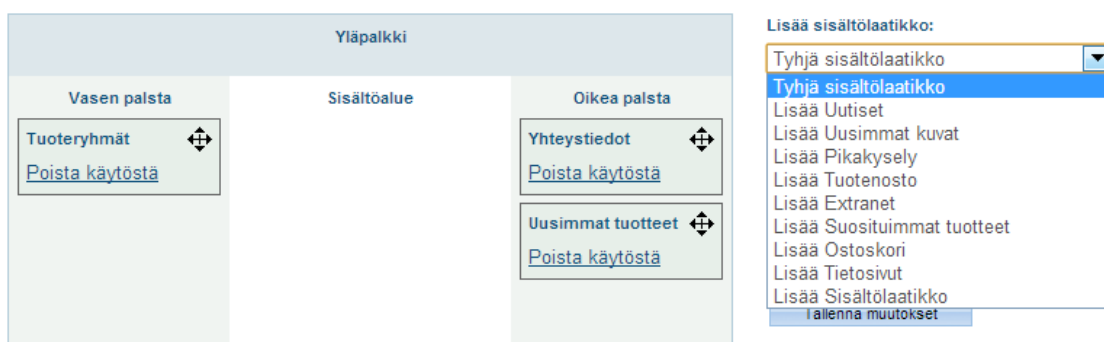 Yläpalkki
Vasen palsta
Sisältöalue
Oikea palsta
Tuoteryhmät
Poista käytöstä
Yhteystiedot
Poista käytöstä
Uusimmat tuotteet
Poista käytöstä
Lisää sisältölaatikko:
Tyhjä sisältölaatikko
Tyhjä sisältölaatikko
Lisää Uutiset
Lisää Uusimmat kuvat
Lisää Pikakysely
Lisää Tuotenosto
Lisää Extranet
Lisää Suosituimmat tuotteet
Lisää Ostoskori
Lisää Tietosivut
Lisää Sisältölaatikko
Tallenna muutokset